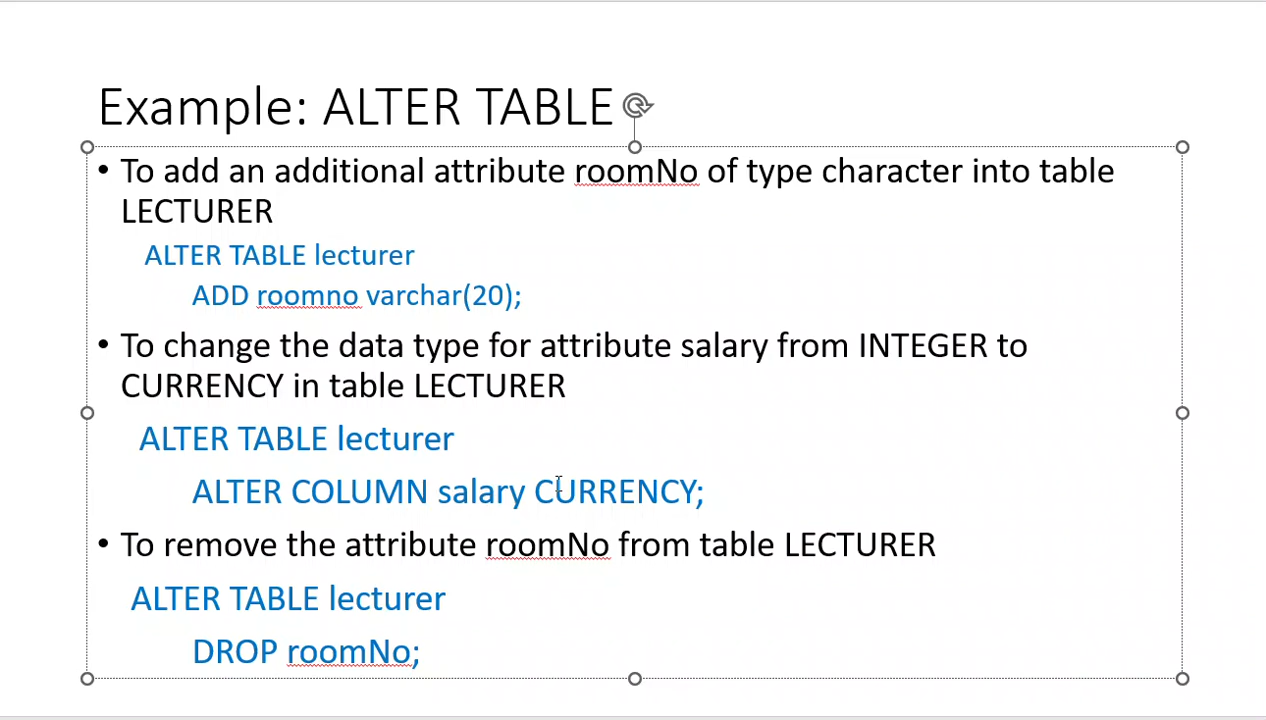 Example: ALTER TABLE
• To add an additional attribute roomNo of type character into table
LECTURER
ALTER TABLE lecturer
ADD roomno varchar(20);
• To change the data type for attribute salary from INTEGER to
CURRENCY in table LECTURER
ALTER TABLE lecturer
ALTER COLUMN salary CURRENCY;
• To remove the attribute roomNo from table LECTURER
ALTER TABLE lecturer
DROP roomNo;